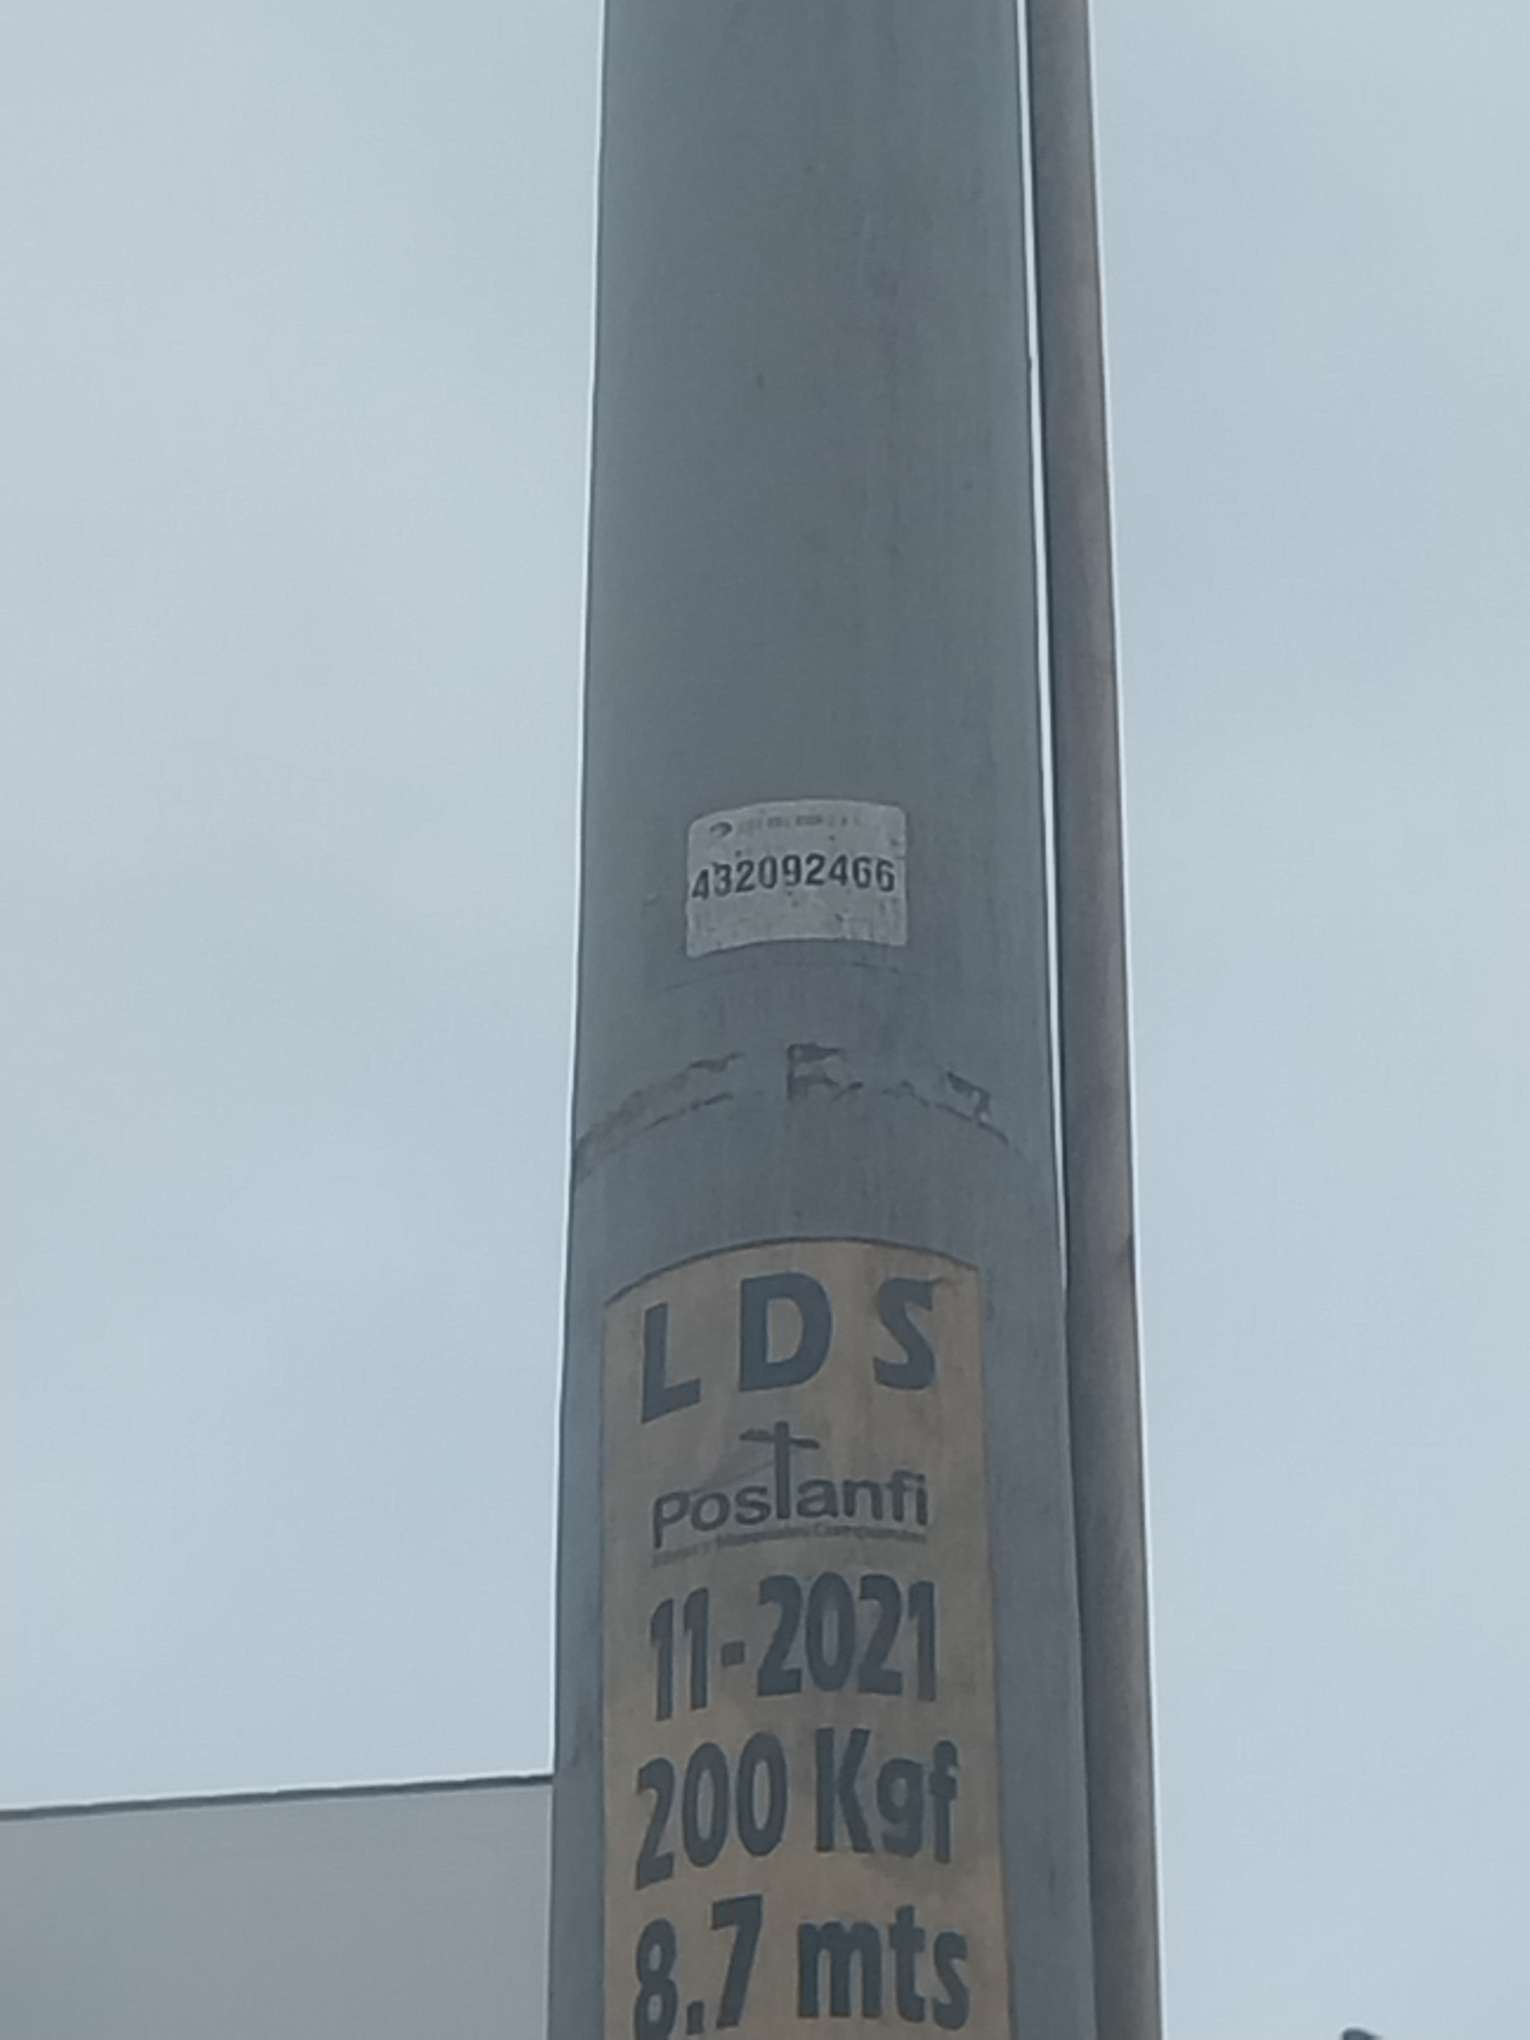 432092466
LDS
Postanfi
11-2021
200 Kgf
8.7 mts